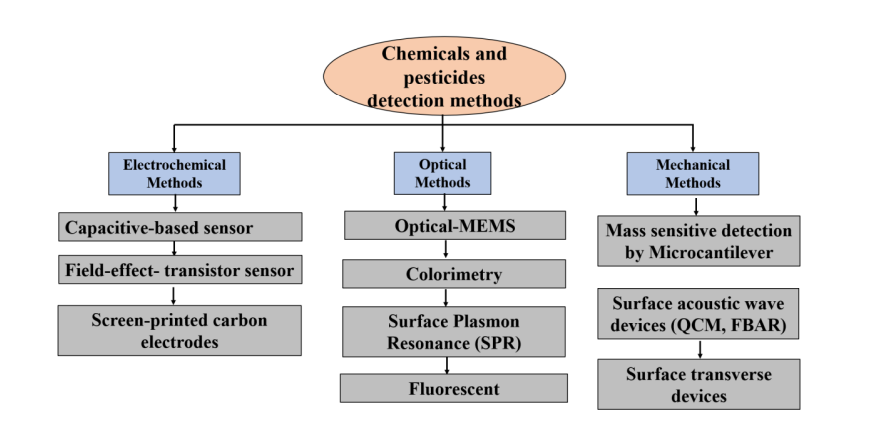 Chemicals and
pesticides
detection methods
Electrochemical
Methods
Capacitive-based sensor
Field-effect- transistor sensor
Screen-printed carbon
electrodes
Optical
Methods
Optical-MEMS
Colorimetry
Surface Plasmon
Resonance (SPR)
Fluorescent
Mechanical
Methods
Mass sensitive detection
by Microcantilever
Surface acoustic wave
devices (QCM, FBAR)
Surface transverse
devices